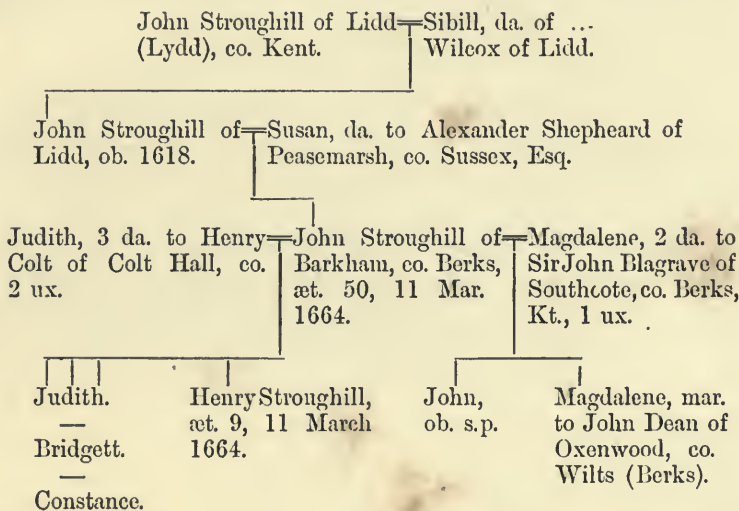 John Stroughill of Lidd
(Lydd), co. Kent.
Sibill, da. of ...
Wilcox of Lidd.
John Stroughill of
Lidd, ob. 1618.
Susan, da. to Alexander Shepheard of
Peasemarsh, co. Sussex, Esq.
Judith, 3 da. to Henry
Colt of Colt Hall, co.
2 ux.
John Stroughill of
Barkham, co. Berks,
æt. 50, 11 Mar.
1664.
Magdalene, 2 da. to
Sir John Blagrave of
Southcote, co. Berks,
Kt., 1 ux.
Judith.
—
Bridgett.
—
Constance.
Henry Stroughill,
æt. 9, 11 March
1664.
John,
ob. s.p.
Magdalene, mar.
to John Dean of
Oxenwood, co.
Wilts (Berks).